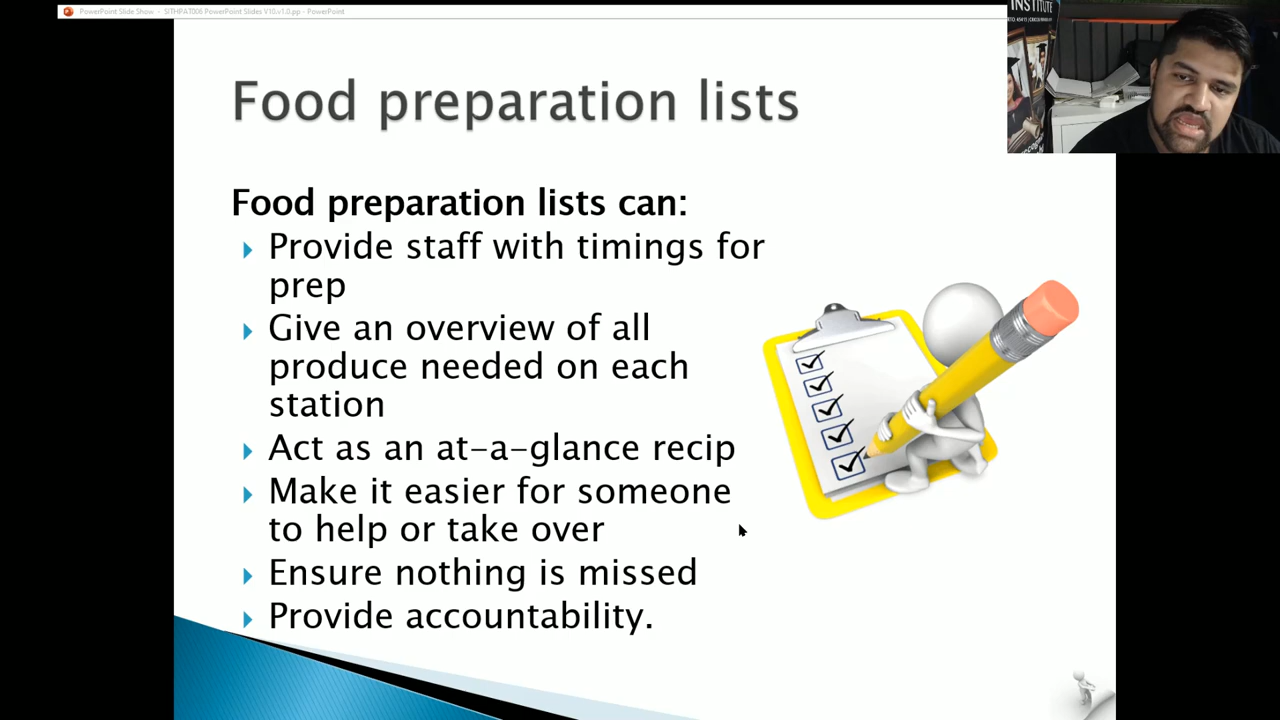 PowerPoint Slide Show - SITHPAT006 PowerPoint Slides V10.v1.0.pp - PowerPoint
INSTITUTE
Food preparation lists
Food preparation lists can:
Provide staff with timings for
prep
Give an overview of all
produce needed on each
station
Act as an at-a-glance recip
Make it easier for someone
to help or take over
Ensure nothing is missed
Provide accountability.